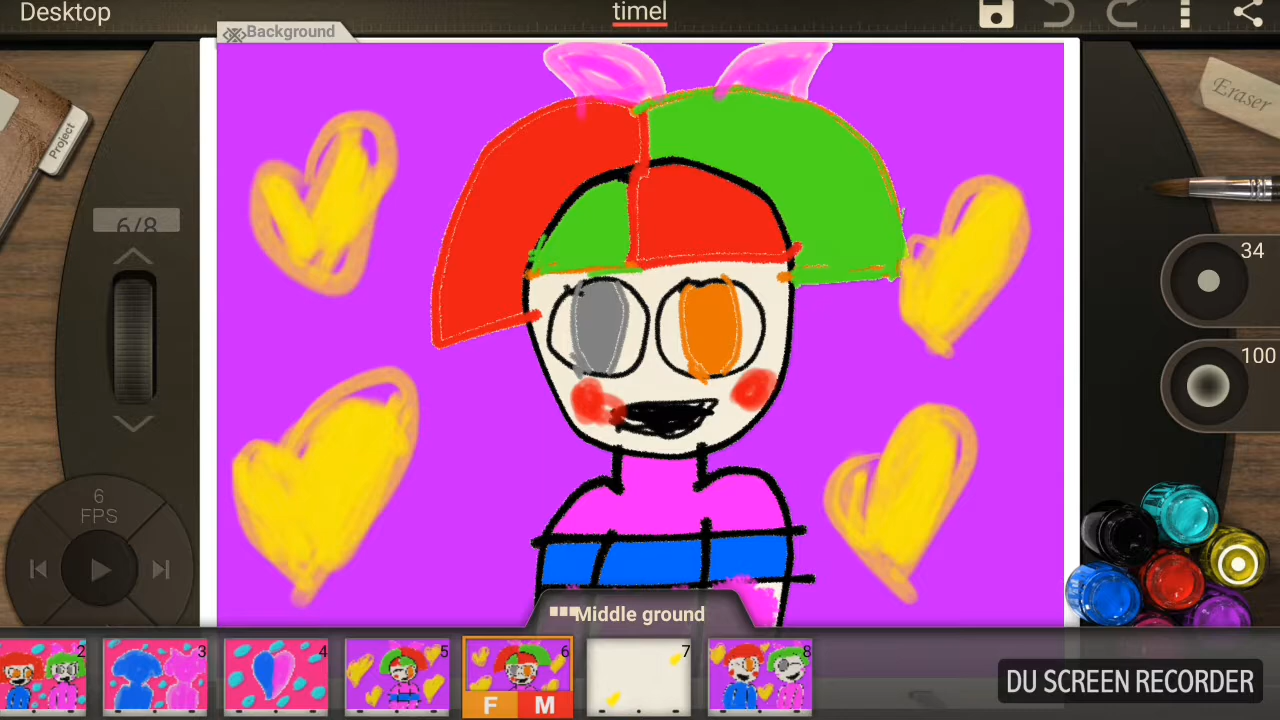 Desktop
timel
Background
Eraser
Project
6/8
34
100
6
FPS
Middle ground
2
3
4
5
6
7
8
F M
DU SCREEN RECORDER